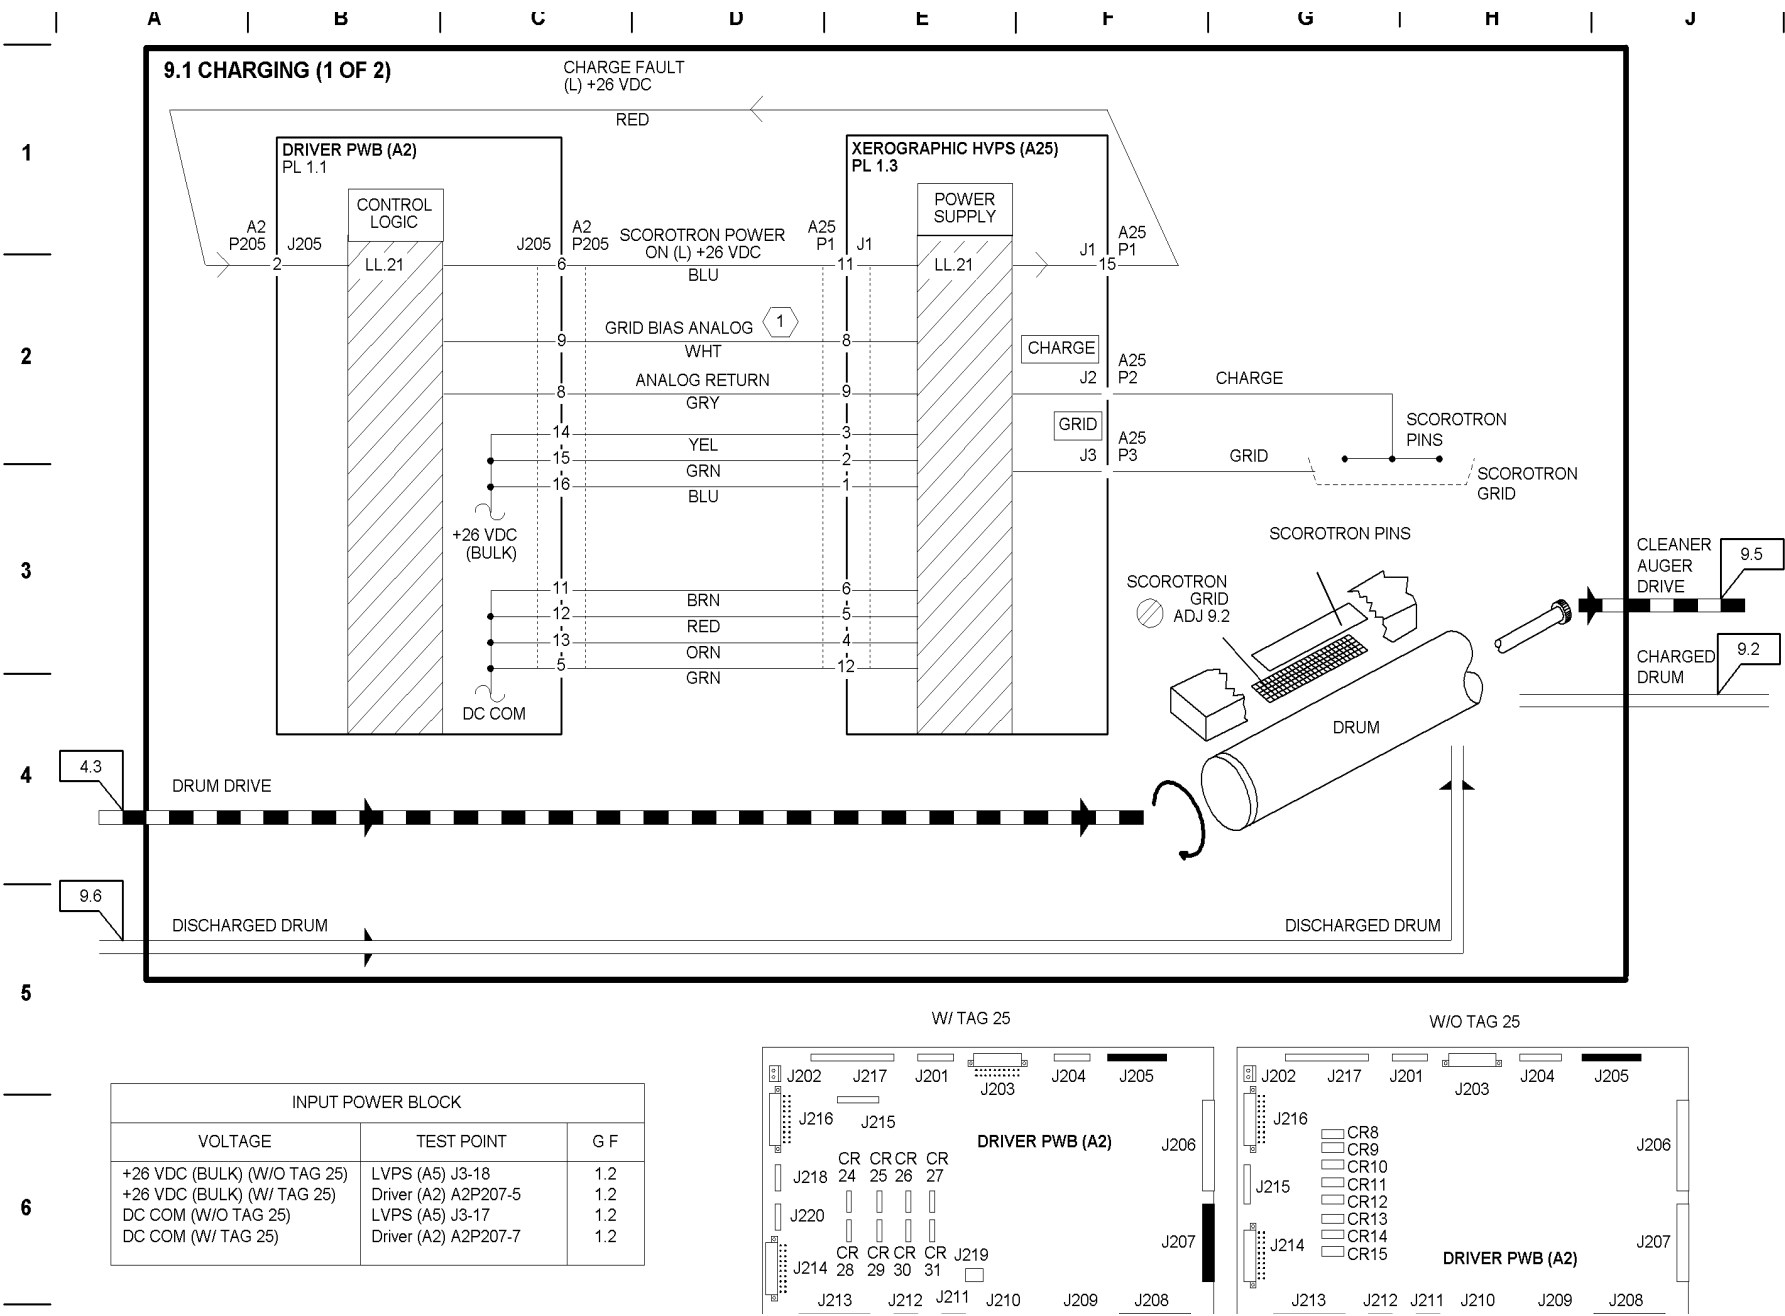 A B C D E F G H J
9.1 CHARGING (1 OF 2)
CHARGE FAULT
(L) +26 VDC
RED
1
DRIVER PWB (A2)
PL 1.1
XEROGRAPHIC HVPS (A25)
PL 1.3
CONTROL
LOGIC
POWER
SUPPLY
A2
P205 J205
J205
A2
P205
SCOROTRON POWER
ON (L) +26 VDC
BLU
A25
P1 J1
J1
A25
P1
2
LL.21
6
11
LL.21
15
2
GRID BIAS ANALOG
1
9
WHT
8
CHARGE
A25
J2 P2
CHARGE
ANALOG RETURN
8
GRY
9
GRID
A25
J3 P3
GRID
SCOROTRON
PINS
SCOROTRON
GRID
14
YEL
3
15
GRN
2
16
BLU
1
+26 VDC
(BULK)
3
11
BRN
6
12
RED
5
13
ORN
4
5
GRN
12
DC COM
SCOROTRON PINS
SCOROTRON
GRID
ADJ 9.2
CLEANER
AUGER
DRIVE
9.5
CHARGED
DRUM
9.2
DRUM
4
4.3
DRUM DRIVE
9.6
DISCHARGED DRUM
DISCHARGED DRUM
5
W/ TAG 25
W/O TAG 25
INPUT POWER BLOCK
VOLTAGE TEST POINT G F
+26 VDC (BULK) (W/O TAG 25) LVPS (A5) J3-18 1.2
+26 VDC (BULK) (W/ TAG 25) Driver (A2) A2P207-5 1.2
DC COM (W/O TAG 25) LVPS (A5) J3-17 1.2
DC COM (W/ TAG 25) Driver (A2) A2P207-7 1.2
6
J202 J217 J201 J203 J204 J205
J216 J215
DRIVER PWB (A2)
J206
J218
CR CR CR CR
24 25 26 27
J220
J207
J214
CR CR CR CR
28 29 30 31
J219
J213 J212 J211 J210 J209 J208
J202 J217 J201 J203 J204 J205
J216
CR8
CR9
CR10
CR11
CR12
CR13
CR14
CR15
J206
J215
J214
J207
DRIVER PWB (A2)
J213 J212 J211 J210 J209 J208